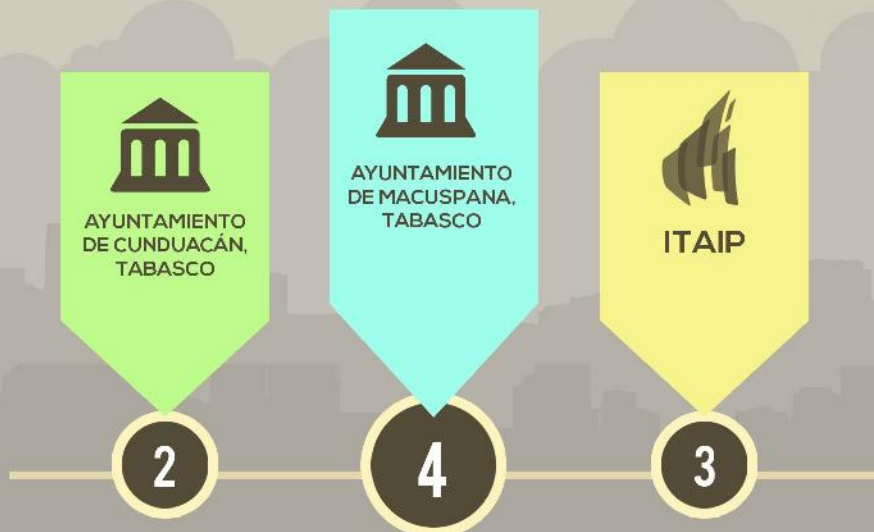 AYUNTAMIENTO
DE CUNDUACÁN,
TABASCO
2
AYUNTAMIENTO
DE MACUSPANA,
TABASCO
4
ITAIP
3